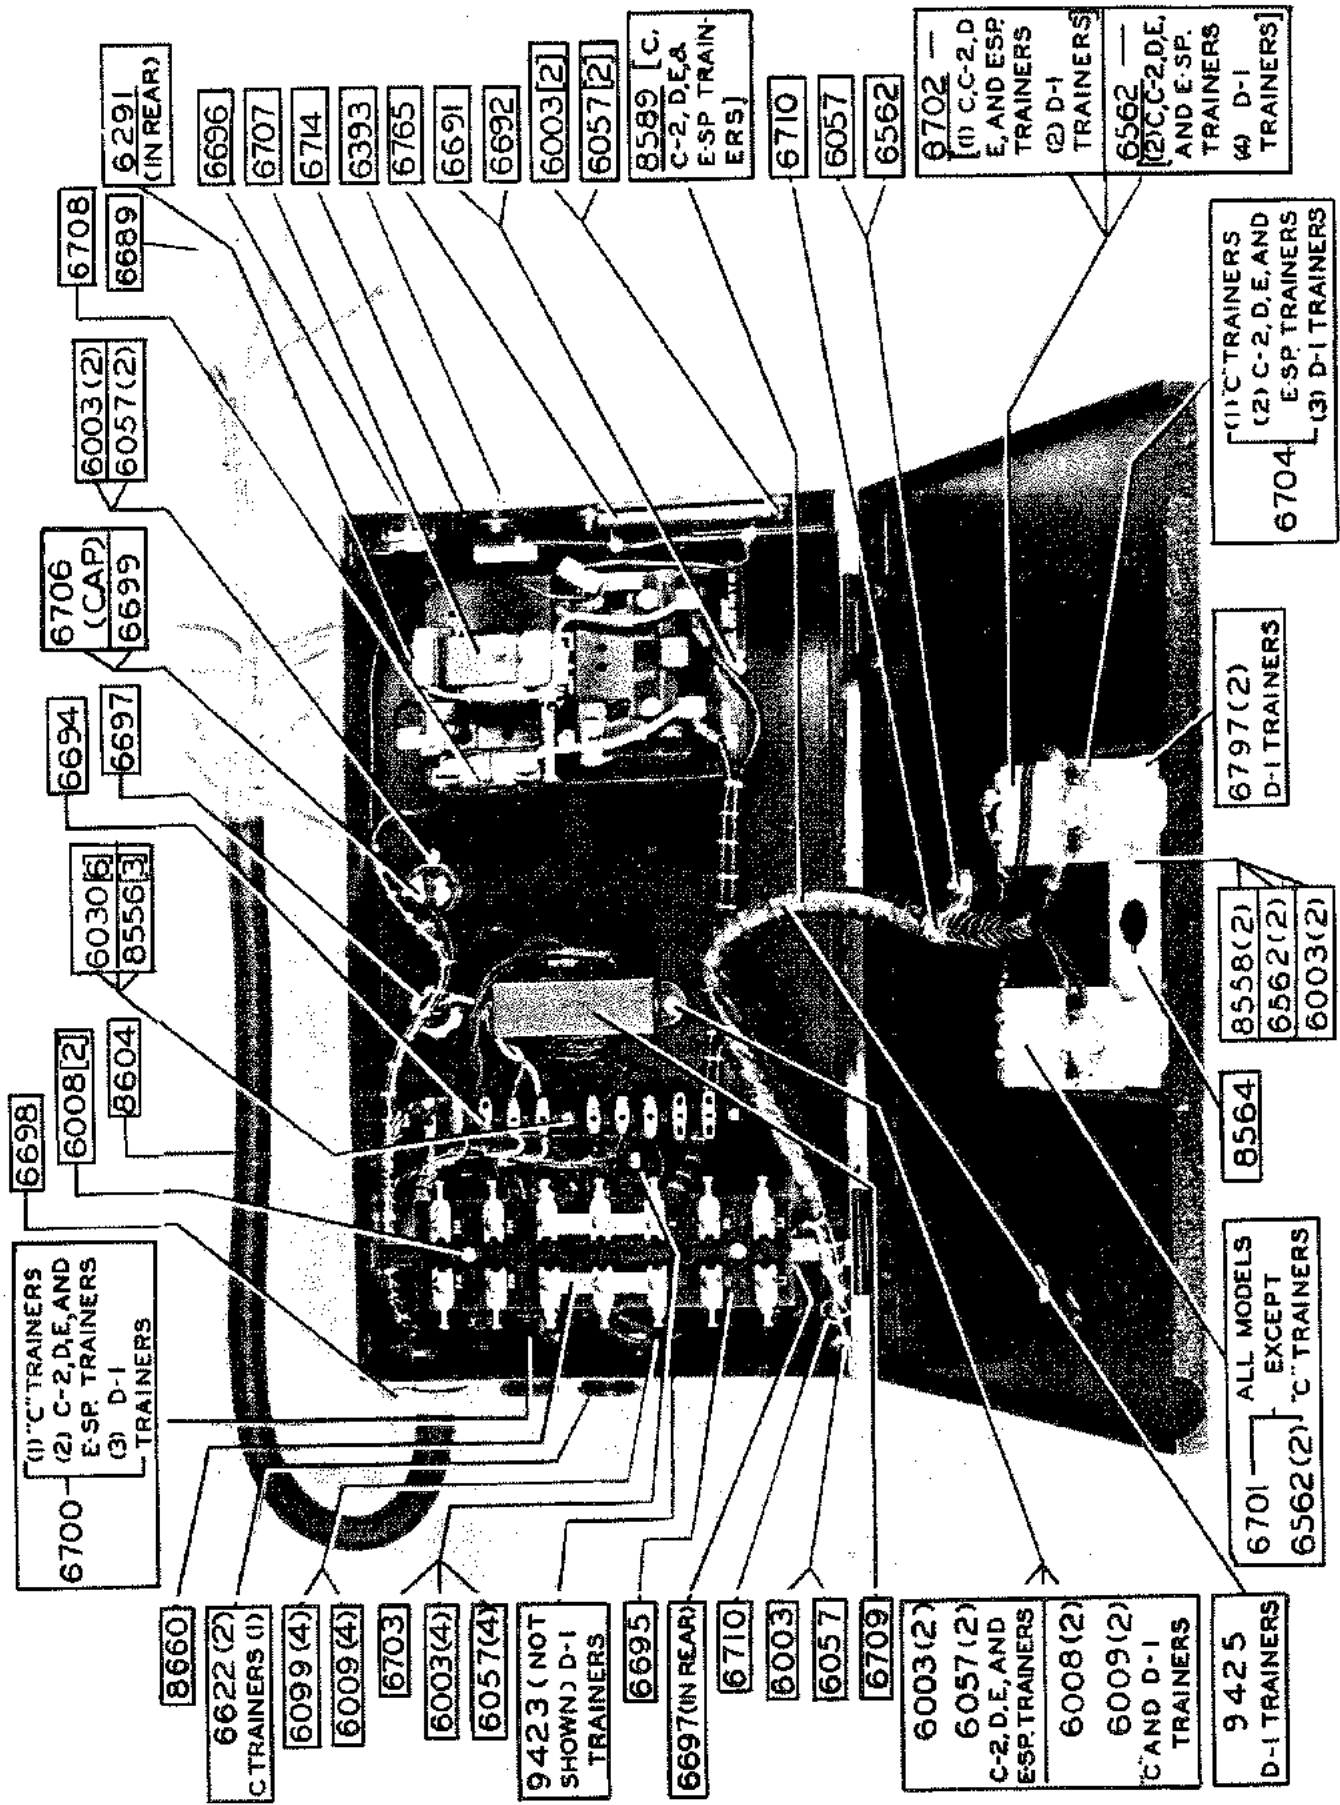 6700
(1) "C" TRAINERS
(2) C-2, D, E, AND
E-SP. TRAINERS
(3) D-1
TRAINERS
6698
6008[2]
8604
6030[6]
8556[3]
6694
6697
6706
(CAP)
6699
6003(2)
6057(2)
6708
6689
6291
(IN REAR)
6696
6707
6714
6393
6765
6691
6692
6003[2]
6057[2]
8589 [C,
C-2, D, E, &
E-SP TRAIN-
ERS]
6710
6057
6562
6702 —
[(1) C, C-2, D
E, AND E-SP.
TRAINERS
(2) D-1
TRAINERS]
6562 —
[(2) C, C-2, D, E,
AND E-SP.
TRAINERS
(4) D-1
TRAINERS]
8660
6622(2)
C TRAINERS (1)
6099(4)
6009(4)
6703
6003(4)
6057(4)
9423 (NOT
SHOWN) D-1
TRAINERS
6695
6697(IN REAR)
6710
6003
6057
6709
6003(2)
6057(2)
C-2, D, E, AND
E-SP. TRAINERS
6008(2)
6009(2)
"C" AND D-1
TRAINERS
9425
D-1 TRAINERS
6701 — ALL MODELS
EXCEPT
6562(2) "C" TRAINERS
8564
8558(2)
6562(2)
6003(2)
6797(2)
D-1 TRAINERS
6704
(1) "C" TRAINERS
(2) C-2, D, E, AND
E-SP. TRAINERS
(3) D-1 TRAINERS